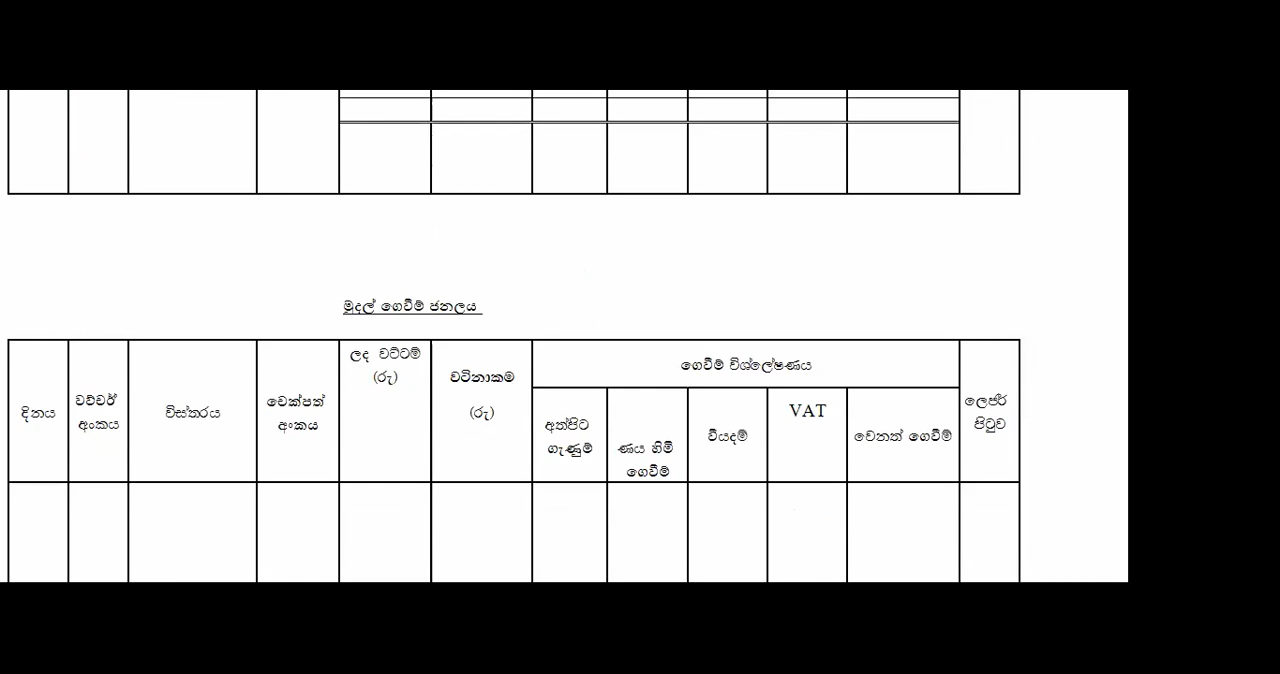 මුදල් ගෙවීම් ජනලය
දිනය
වව්චර්
අංකය
විස්තරය
චෙක්පත්
අංකය
ලද වට්ටම්
(රු)
වටිනාකම
(රු)
ගෙවීම් විශ්ලේෂණය
අත්පිට
ගැණුම්
ණය හිමි
ගෙවීම්
වියදම්
VAT
වෙනත් ගෙවීම්
ලෙජර්
පිටුව